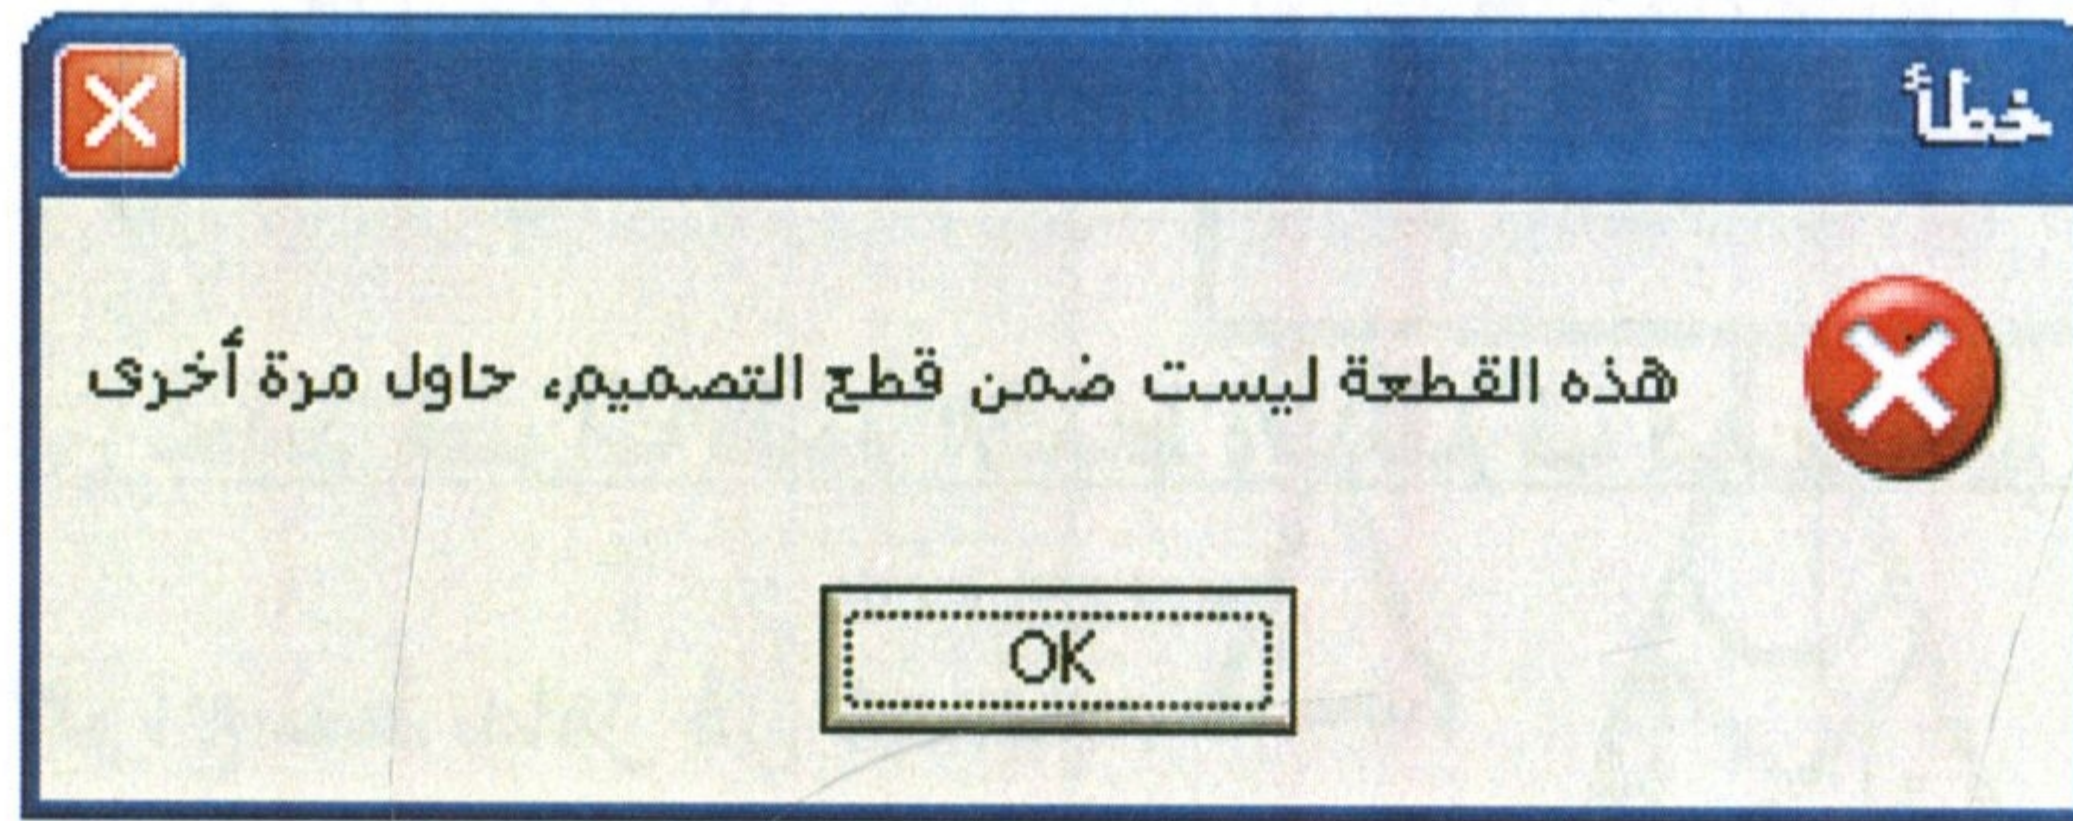 خطأ
هذه القطعة ليست ضمن قطع التصميم، حاول مرة أخرى
OK